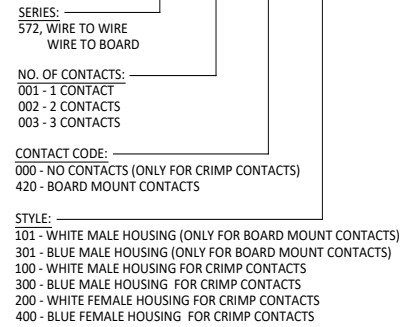 SERIES:
572, WIRE TO WIRE
WIRE TO BOARD
NO. OF CONTACTS:
001 - 1 CONTACT
002 - 2 CONTACTS
003 - 3 CONTACTS
CONTACT CODE:
000 - NO CONTACTS (ONLY FOR CRIMP CONTACTS)
420 - BOARD MOUNT CONTACTS
STYLE:
101 - WHITE MALE HOUSING (ONLY FOR BOARD MOUNT CONTACTS)
301 - BLUE MALE HOUSING (ONLY FOR BOARD MOUNT CONTACTS)
100 - WHITE MALE HOUSING FOR CRIMP CONTACTS
300 - BLUE MALE HOUSING FOR CRIMP CONTACTS
200 - WHITE FEMALE HOUSING FOR CRIMP CONTACTS
400 - BLUE FEMALE HOUSING FOR CRIMP CONTACTS